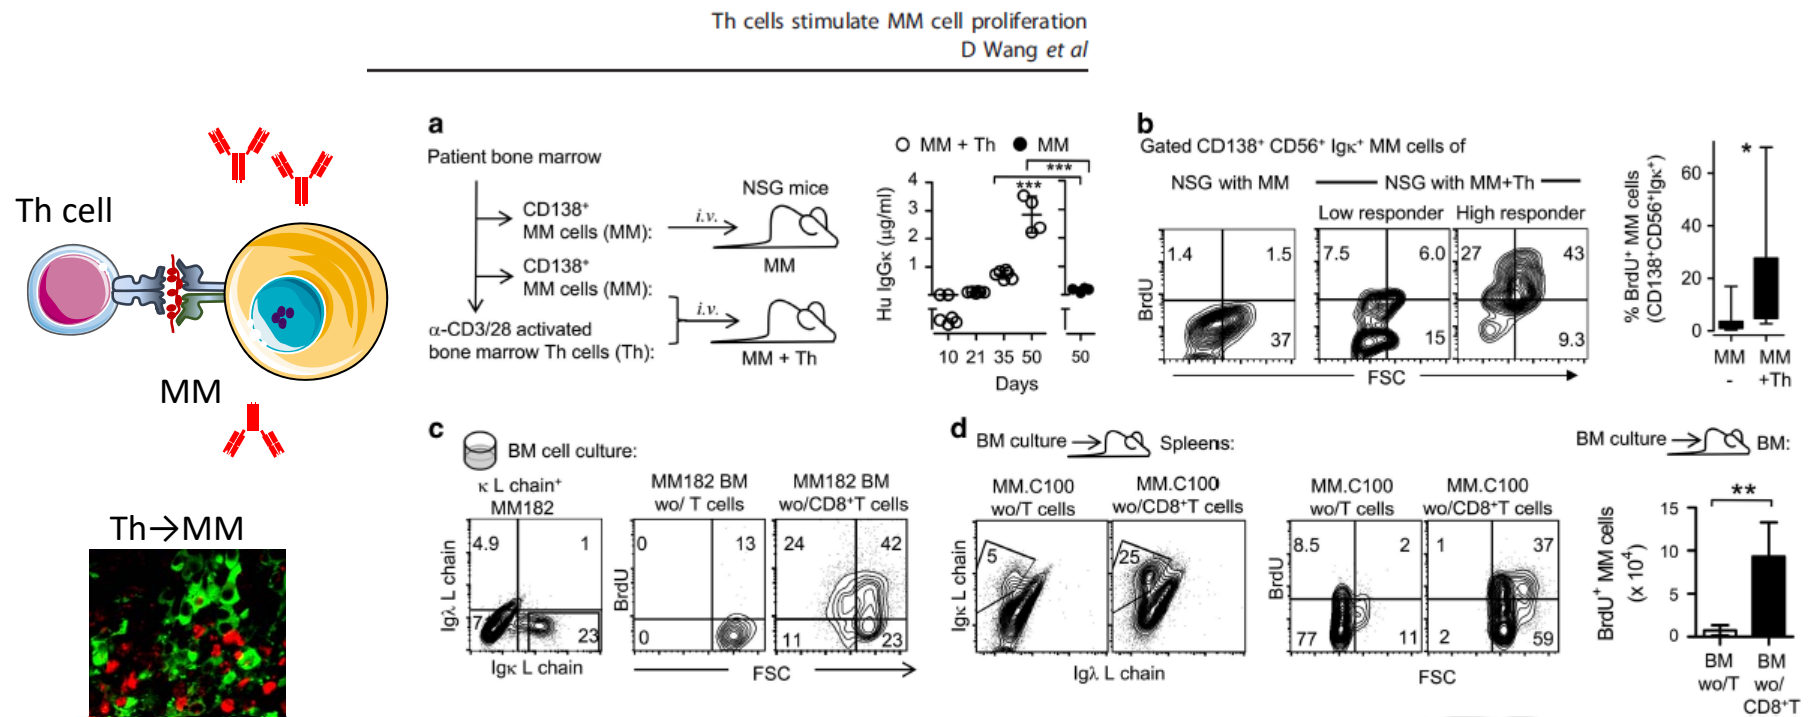 Th cells stimulate MM cell proliferation
D Wang et al
Th cell
MM
Th→MM
a
Patient bone marrow
CD138⁺
MM cells (MM):
CD138⁺
MM cells (MM):
α-CD3/28 activated
bone marrow Th cells (Th):
i.v.
i.v.
NSG mice
MM
MM + Th
MM + Th
MM
***
***
Hu IgGκ (μg/ml)
4
3
2
1
10 21 35 50 50
Days
b
Gated CD138⁺ CD56⁺ Igκ⁺ MM cells of
NSG with MM
NSG with MM+Th
Low responder
High responder
BrdU
1.4 1.5
37
7.5 6.0
15
27 43
9.3
FSC
% BrdU⁺ MM cells
(CD138⁺CD56⁺Igκ⁺)
*
60
40
20
0
MM MM
- +Th
c
BM cell culture:
κ L chain⁺
MM182
Igλ L chain
4.9 1
7 23
Igκ L chain
MM182 BM
wo/ T cells
BrdU
0 13
0
MM182 BM
wo/CD8⁺T cells
24 42
11 23
FSC
d
BM culture
Spleens:
MM.C100
wo/T cells
MM.C100
wo/CD8⁺T cells
Igκ L chain
5
25
Igλ L chain
MM.C100
wo/T cells
MM.C100
wo/CD8⁺T cells
BrdU
8.5 2
77 11
1 37
2 59
FSC
BM culture
BM:
**
BrdU⁺ MM cells
(x 10⁴)
15
10
5
0
BM
wo/T
BM
wo/
CD8⁺T